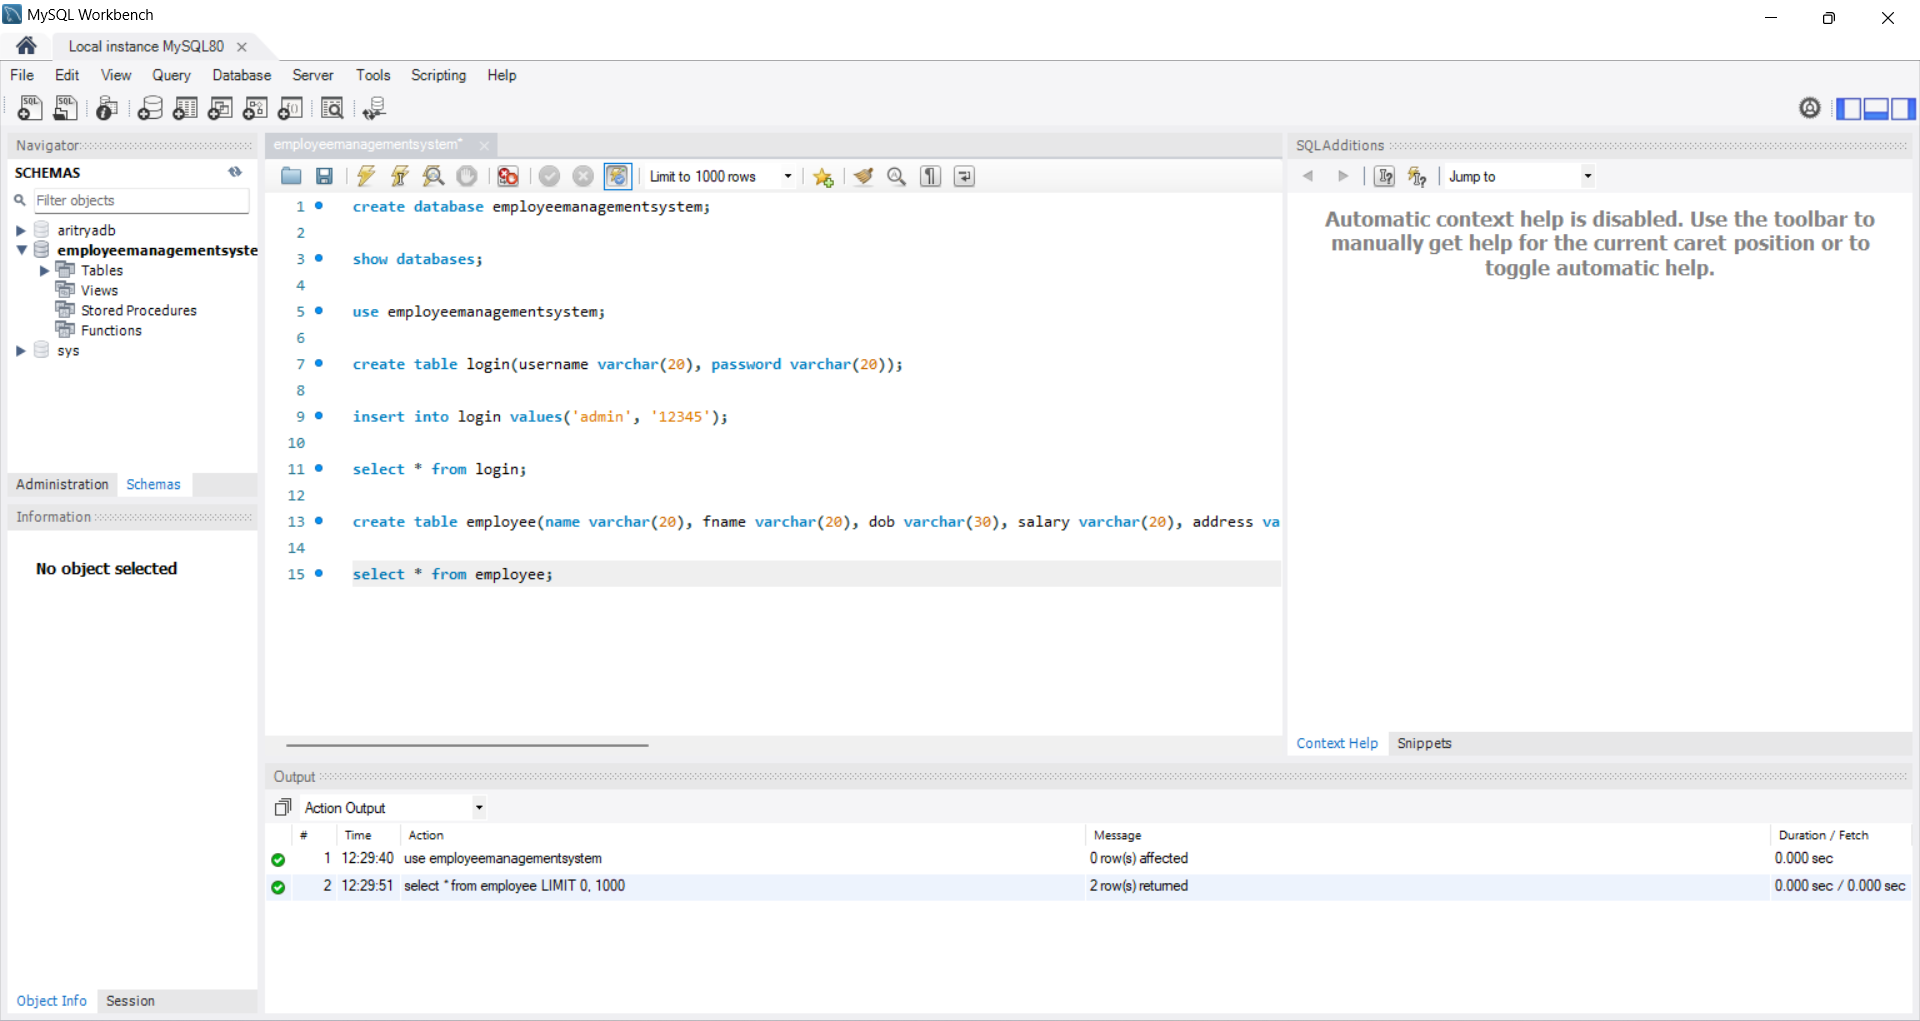 MySQL Workbench
Local instance MySQL80
File Edit View Query Database Server Tools Scripting Help
Navigator
SCHEMAS
Filter objects
aritryadb
employeemanagementsyste
Tables
Views
Stored Procedures
Functions
sys
Administration Schemas
Information
No object selected
Object Info Session
employeemanagementsystem*
Limit to 1000 rows
1 create database employeemanagementsystem;
2
3 show databases;
4
5 use employeemanagementsystem;
6
7 create table login(username varchar(20), password varchar(20));
8
9 insert into login values('admin', '12345');
10
11 select * from login;
12
13 create table employee(name varchar(20), fname varchar(20), dob varchar(30), salary varchar(20), address va
14
15 select * from employee;
SQLAdditions
Jump to
Automatic context help is disabled. Use the toolbar to
manually get help for the current caret position or to
toggle automatic help.
Context Help Snippets
Output
Action Output
# Time Action Message Duration / Fetch
1 12:29:40 use employeemanagementsystem 0 row(s) affected 0.000 sec
2 12:29:51 select * from employee LIMIT 0, 1000 2 row(s) returned 0.000 sec / 0.000 sec